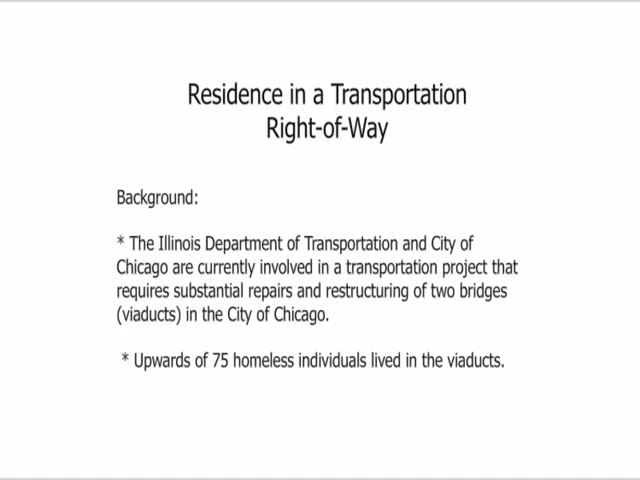 Residence in a Transportation
Right-of-Way
Background:
* The Illinois Department of Transportation and City of
Chicago are currently involved in a transportation project that
requires substantial repairs and restructuring of two bridges
(viaducts) in the City of Chicago.
* Upwards of 75 homeless individuals lived in the viaducts.